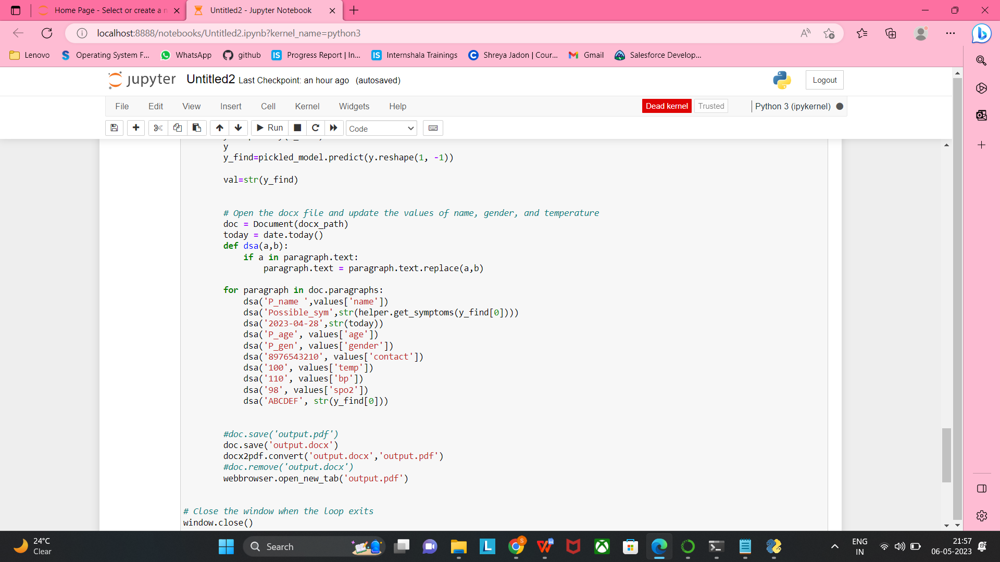 Home Page - Select or create a n
Untitled2 - Jupyter Notebook
localhost:8888/notebooks/Untitled2.ipynb?kernel_name=python3
Lenovo
Operating System F...
WhatsApp
github
Progress Report | In...
Internshala Trainings
Shreya Jadon | Cour...
Gmail
Salesforce Develop...
jupyter Untitled2 Last Checkpoint: an hour ago (autosaved)
Logout
File Edit View Insert Cell Kernel Widgets Help
Dead kernel Trusted Python 3 (ipykernel)
Run Code
y
y_find=pickled_model.predict(y.reshape(1, -1))
val=str(y_find)
# Open the docx file and update the values of name, gender, and temperature
doc = Document(docx_path)
today = date.today()
def dsa(a,b):
if a in paragraph.text:
paragraph.text = paragraph.text.replace(a,b)
for paragraph in doc.paragraphs:
dsa('P_name ',values['name'])
dsa('Possible_sym',str(helper.get_symptoms(y_find[0])))
dsa('2023-04-28',str(today))
dsa('P_age', values['age'])
dsa('P_gen', values['gender'])
dsa('8976543210', values['contact'])
dsa('100', values['temp'])
dsa('110', values['bp'])
dsa('98', values['spo2'])
dsa('ABCDEF', str(y_find[0]))
#doc.save('output.pdf')
doc.save('output.docx')
docx2pdf.convert('output.docx','output.pdf')
#doc.remove('output.docx')
webbrowser.open_new_tab('output.pdf')
# Close the window when the loop exits
window.close()
24°C
Clear
Search
ENG
IN
21:57
06-05-2023